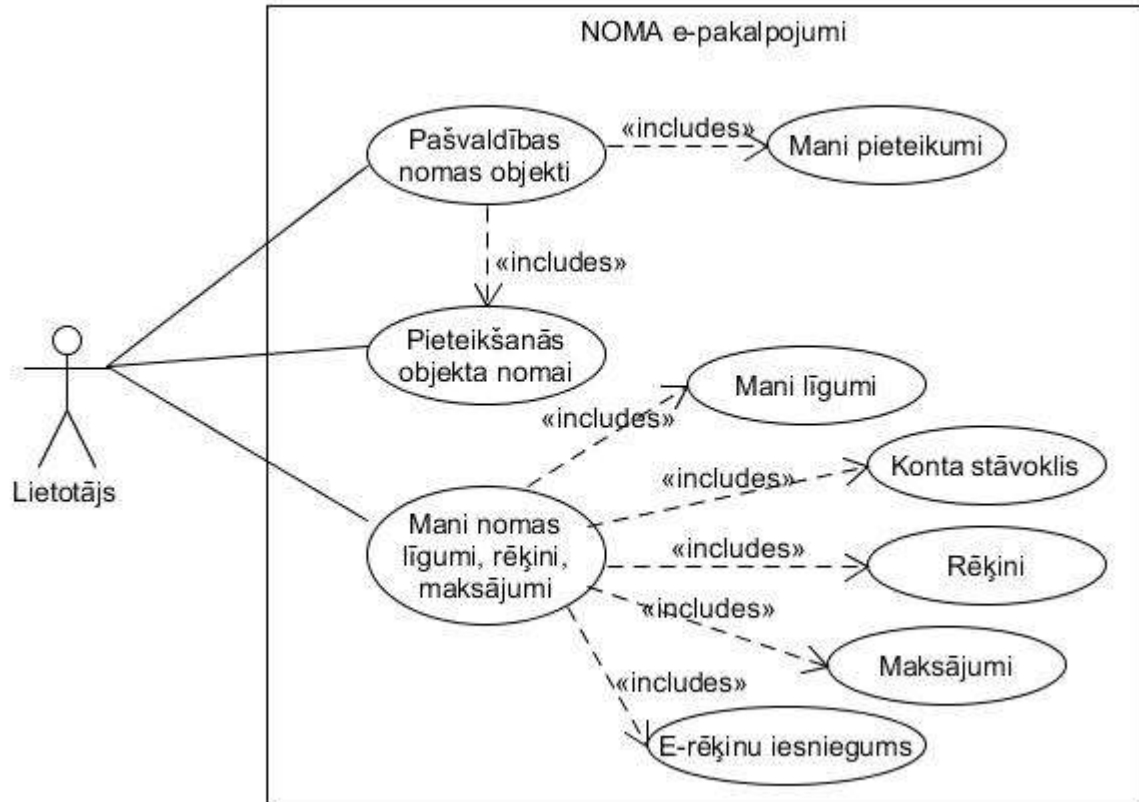 NOMA e-pakalpojumi
Pašvaldības
nomas objekti
«includes»
Mani pieteikumi
«includes»
Pieteikšanās
objekta nomai
Mani līgumi
«includes»
Lietotājs
Konta stāvoklis
«includes»
Mani nomas
līgumi, rēķini,
maksājumi
«includes»
Rēķini
«includes»
Maksājumi
«includes»
E-rēķinu iesniegums